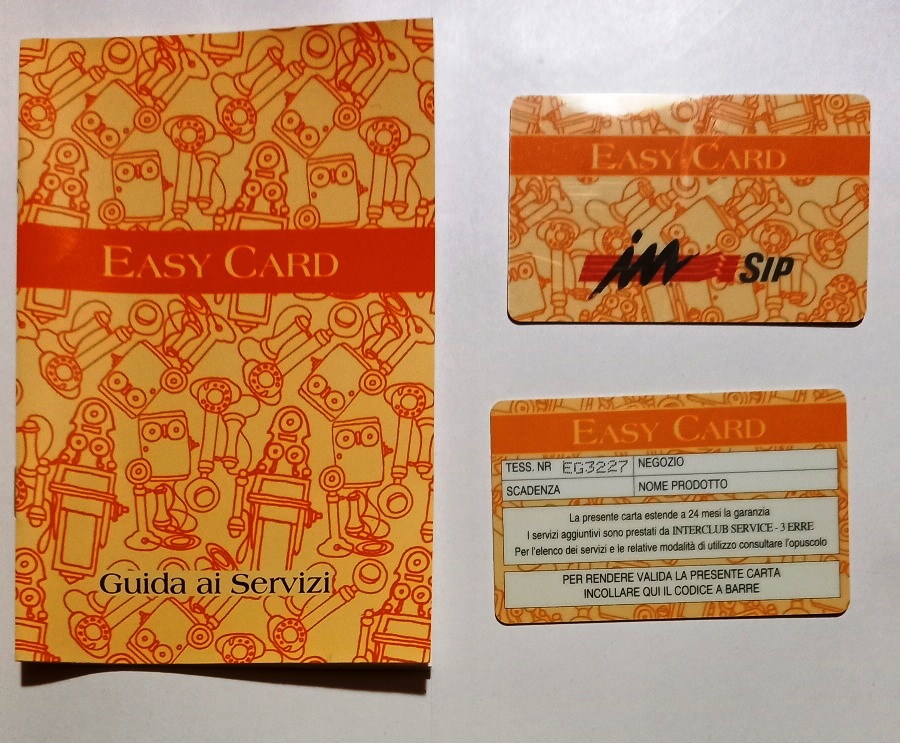 EASY CARD
Guida ai Servizi
EASY CARD
in SIP
EASY CARD
TESS. NR EG3227 NEGOZIO
SCADENZA NOME PRODOTTO
La presente carta estende a 24 mesi la garanzia
I servizi aggiuntivi sono prestati da INTERCLUB SERVICE - 3 ERRE
Per l'elenco dei servizi e le relative modalità di utilizzo consultare l'opuscolo
PER RENDERE VALIDA LA PRESENTE CARTA
INCOLLARE QUI IL CODICE A BARRE